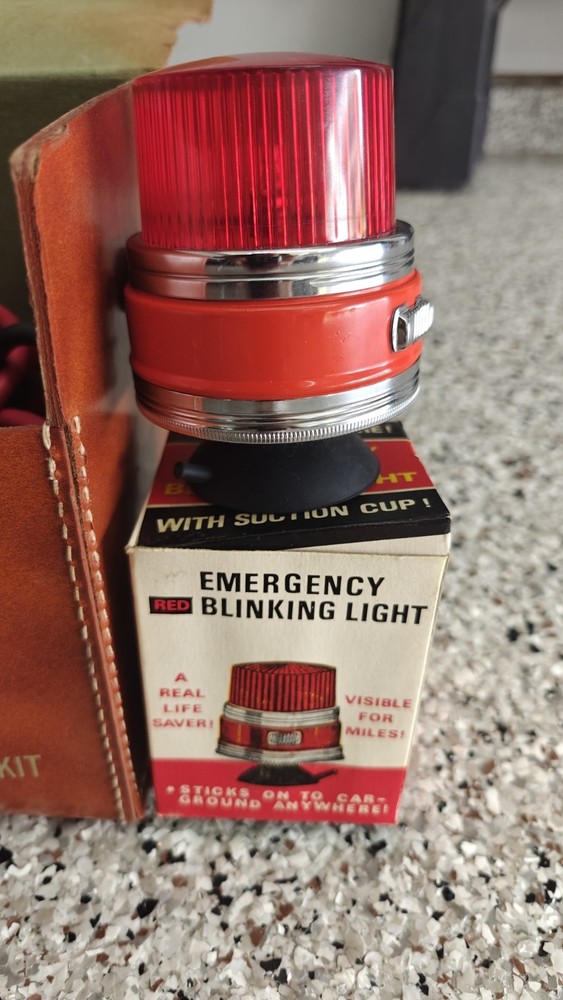 HT
WITH SUCTION CUP!
EMERGENCY
RED BLINKING LIGHT
A
REAL
LIFE
SAVER!
VISIBLE
FOR
MILES!
STICKS ON TO CAR-
GROUND ANYWHERE!
KIT